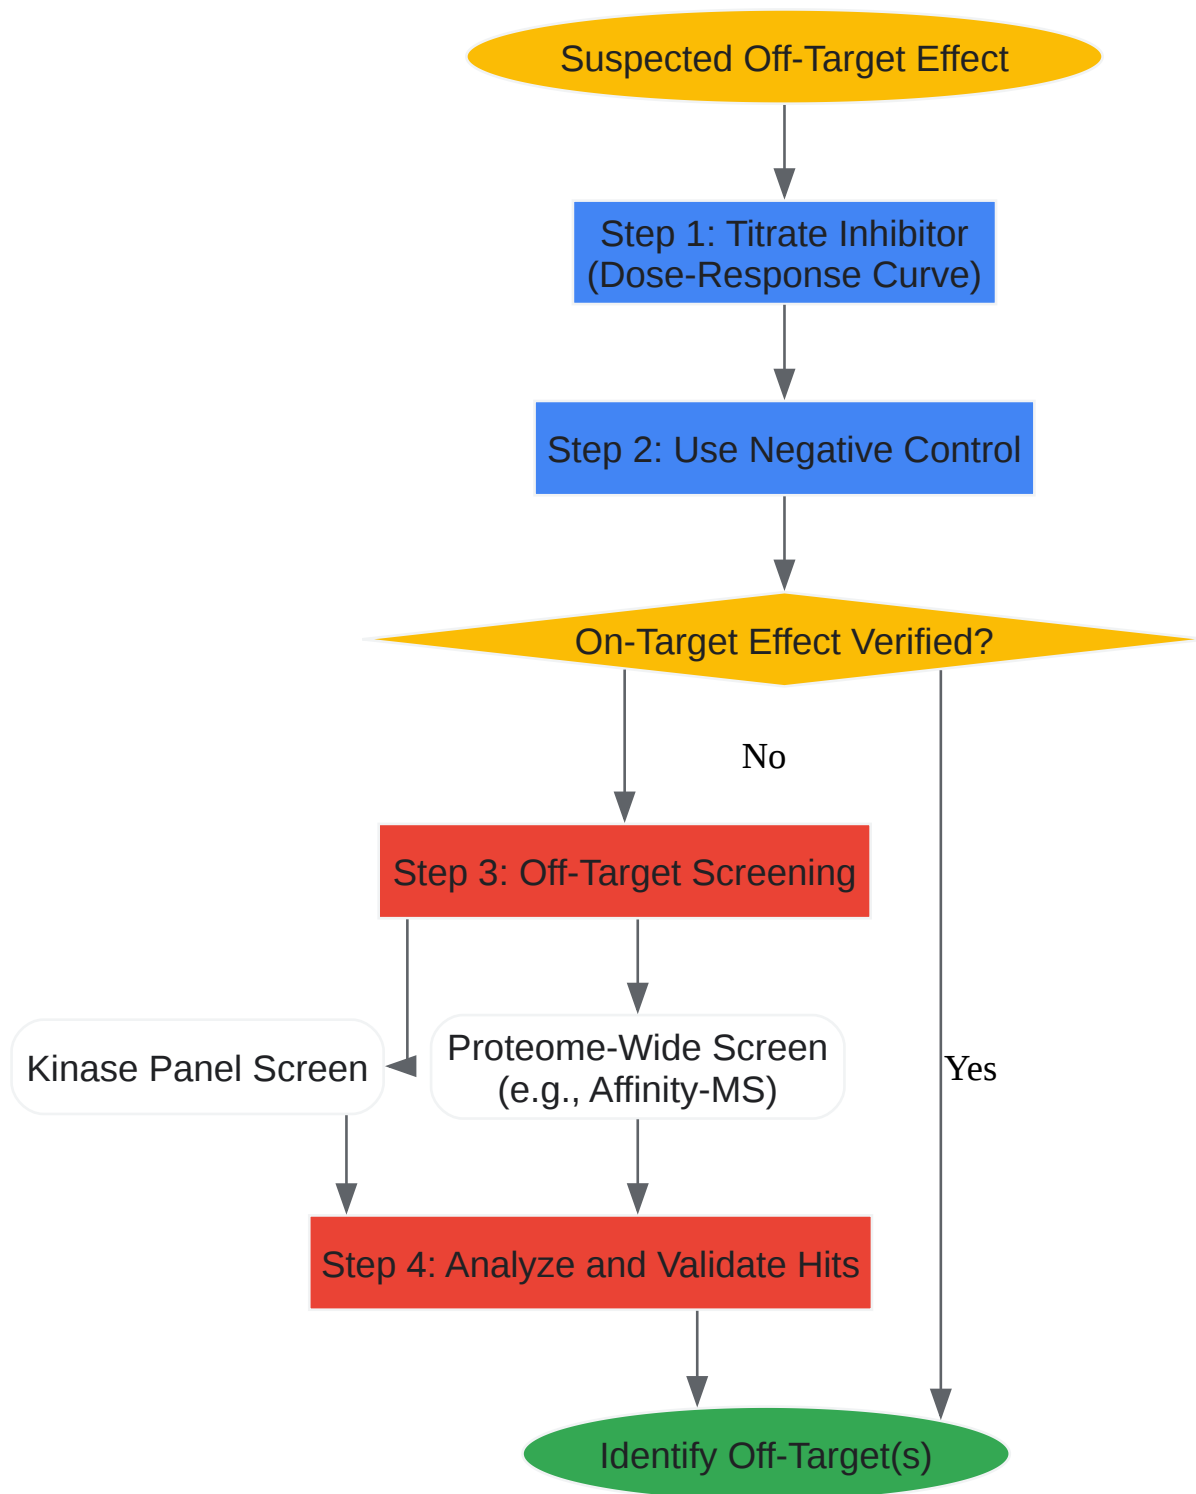 Suspected Off-Target Effect
Step 1: Titrate Inhibitor
(Dose-Response Curve)
Step 2: Use Negative Control
On-Target Effect Verified?
No
Step 3: Off-Target Screening
Kinase Panel Screen
Proteome-Wide Screen
(e.g., Affinity-MS)
Yes
Step 4: Analyze and Validate Hits
Identify Off-Target(s)